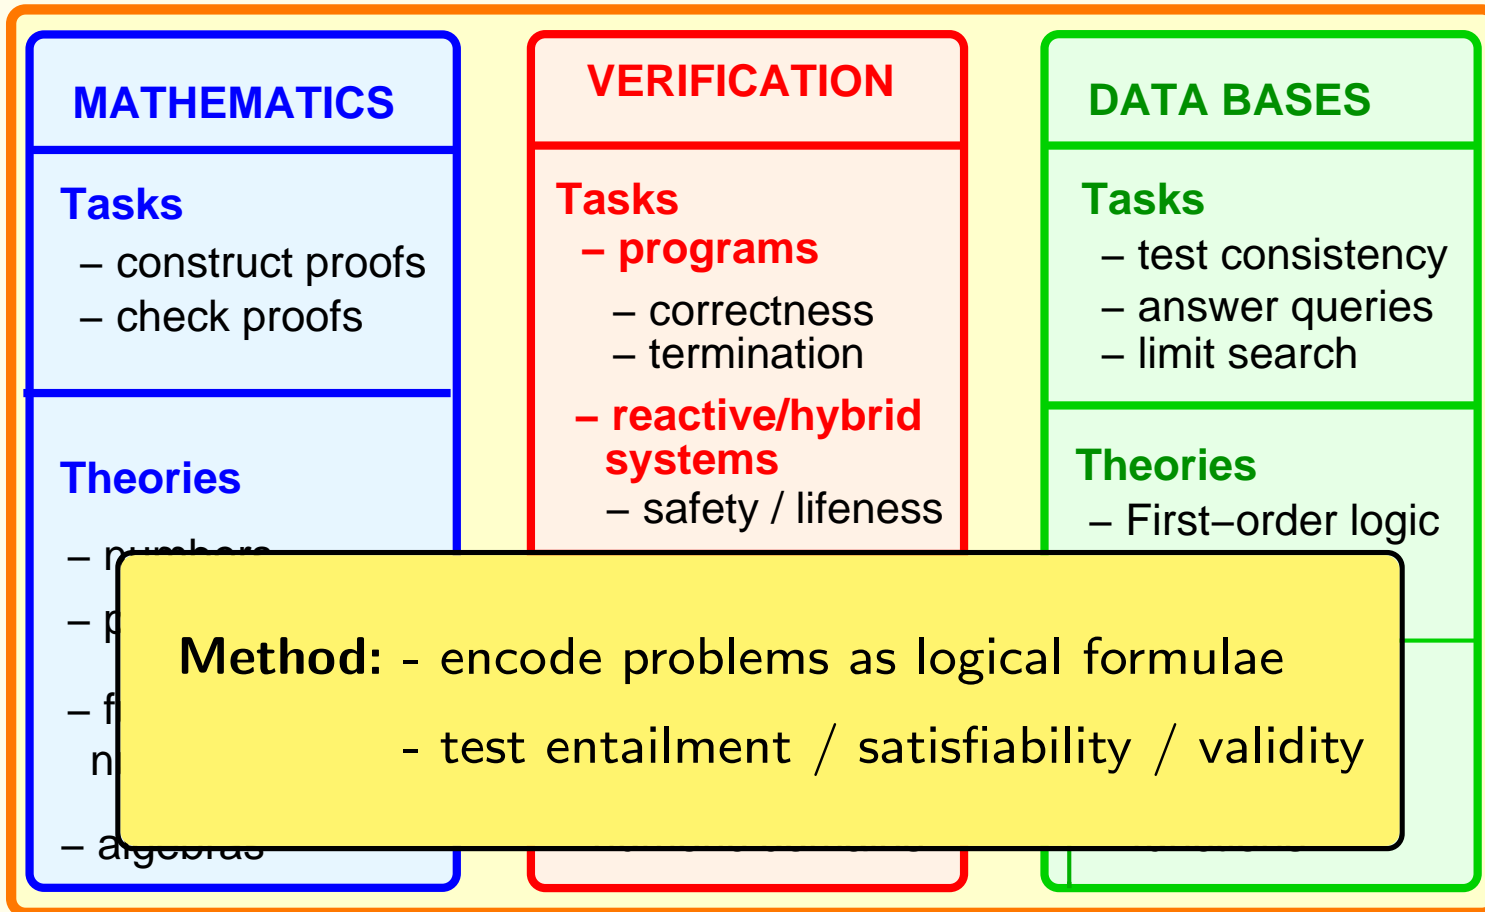 MATHEMATICS
Tasks
– construct proofs
– check proofs
Theories
– numbers
– algebras
VERIFICATION
Tasks
– programs
– correctness
– termination
– reactive/hybrid
systems
– safety / lifeness
DATA BASES
Tasks
– test consistency
– answer queries
– limit search
Theories
– First–order logic
Method: - encode problems as logical formulae
- test entailment / satisfiability / validity